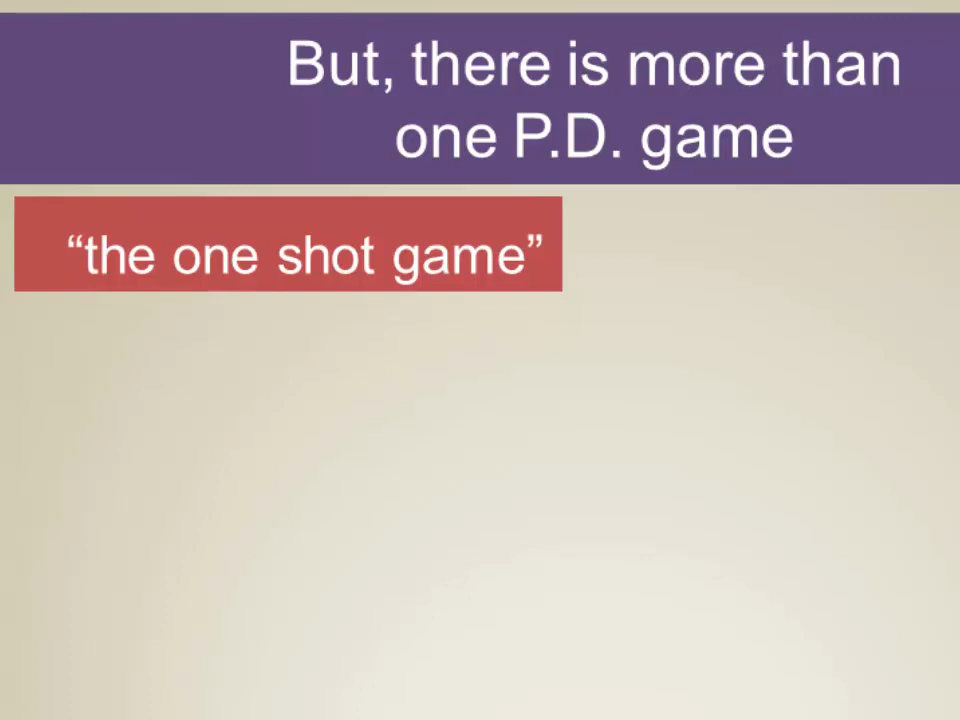 But, there is more than
one P.D. game
“the one shot game”